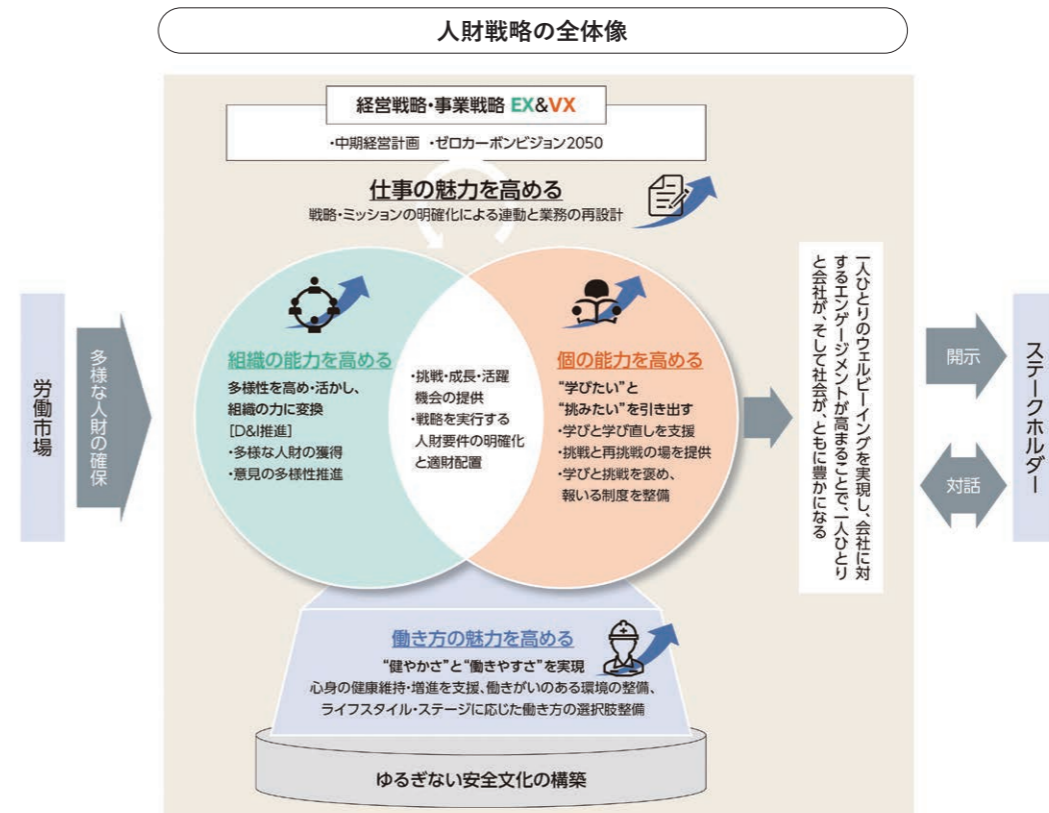 人財戦略の全体像
経営戦略・事業戦略 EX&VX
・中期経営計画 ・ゼロカーボンビジョン2050
仕事の魅力を高める
戦略・ミッションの明確化による連動と業務の再設計
労働市場
多様な人財の確保
組織の能力を高める
多様性を高め・活かし、
組織の力に変換
[D&I推進]
・多様な人財の獲得
・意見の多様性推進
・挑戦・成長・活躍
機会の提供
・戦略を実行する
人財要件の明確化
と適財配置
個の能力を高める
“学びたい”と
“挑みたい”を引き出す
・学びと学び直しを支援
・挑戦と再挑戦の場を提供
・学びと挑戦を褒め、
報いる制度を整備
働き方の魅力を高める
“健やかさ”と“働きやすさ”を実現
心身の健康維持・増進を支援、働きがいのある環境の整備、
ライフスタイル・ステージに応じた働き方の選択肢整備
ゆるぎない安全文化の構築
一人ひとりのウェルビーイングを実現し、会社に対
するエンゲージメントが高まることで、一人ひとり
と会社が、そして社会が、ともに豊かになる
開示
対話
ステークホルダー